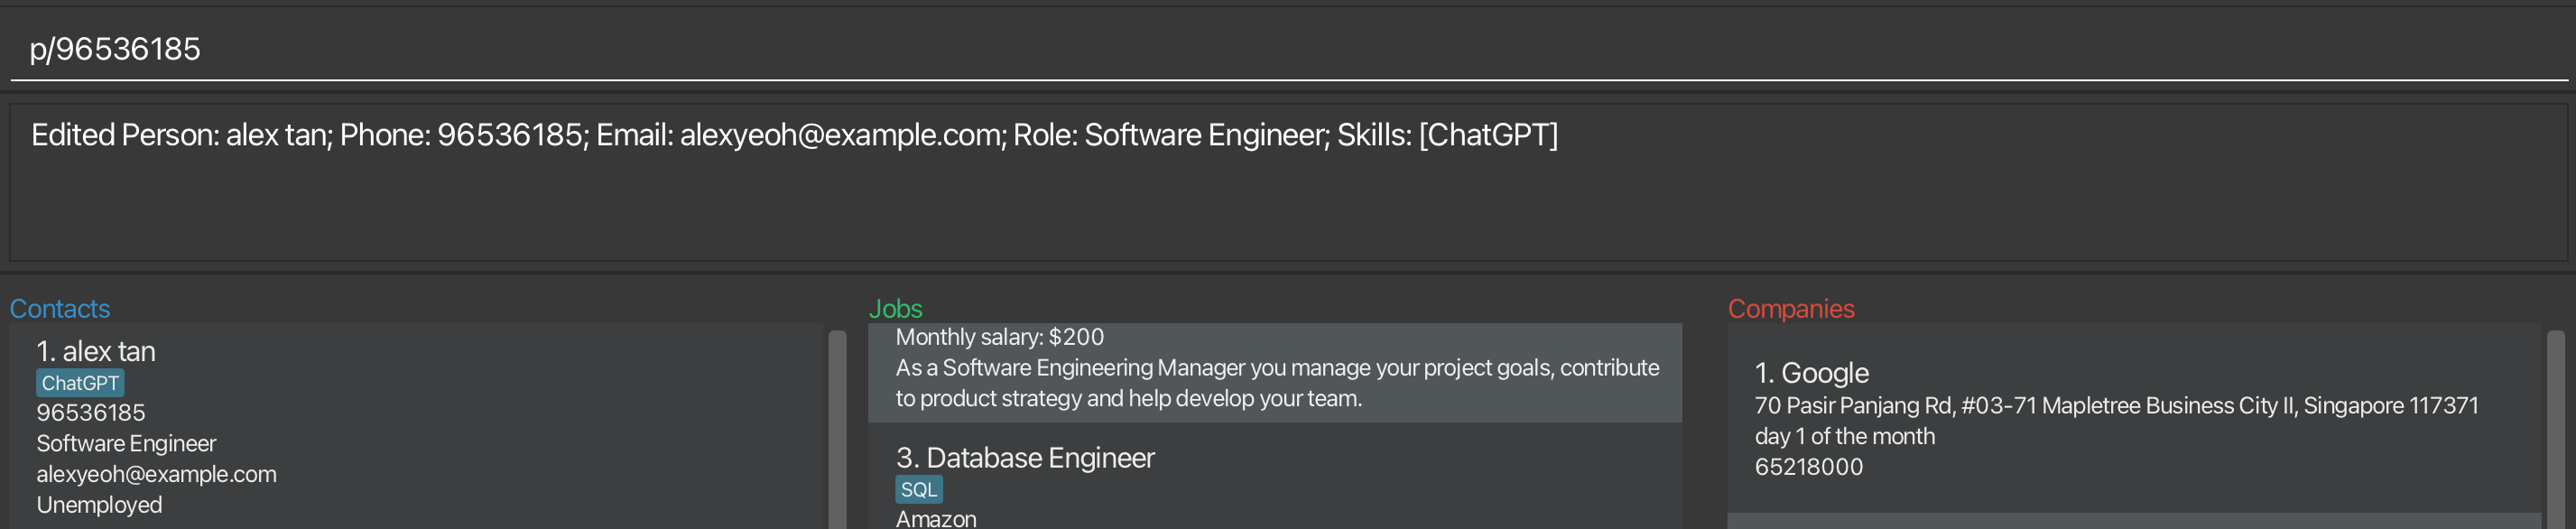 p/96536185
Edited Person: alex tan; Phone: 96536185; Email: alexyeoh@example.com; Role: Software Engineer; Skills: [ChatGPT]
Contacts
1. alex tan
ChatGPT
96536185
Software Engineer
alexyeoh@example.com
Unemployed
Jobs
Monthly salary: $200
As a Software Engineering Manager you manage your project goals, contribute
to product strategy and help develop your team.
3. Database Engineer
SQL
Amazon
Companies
1. Google
70 Pasir Panjang Rd, #03-71 Mapletree Business City II, Singapore 117371
day 1 of the month
65218000